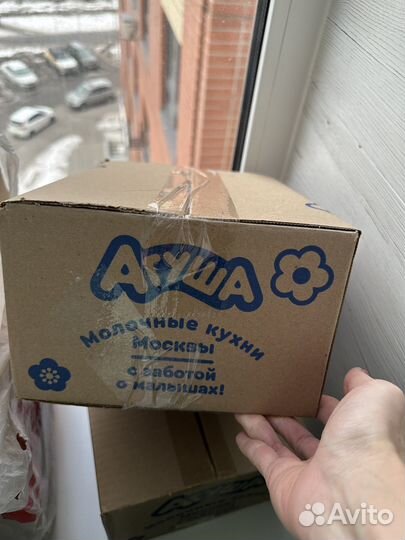 Агуша
Молочные кухни
Москвы
с заботой
о малышах!
Avito